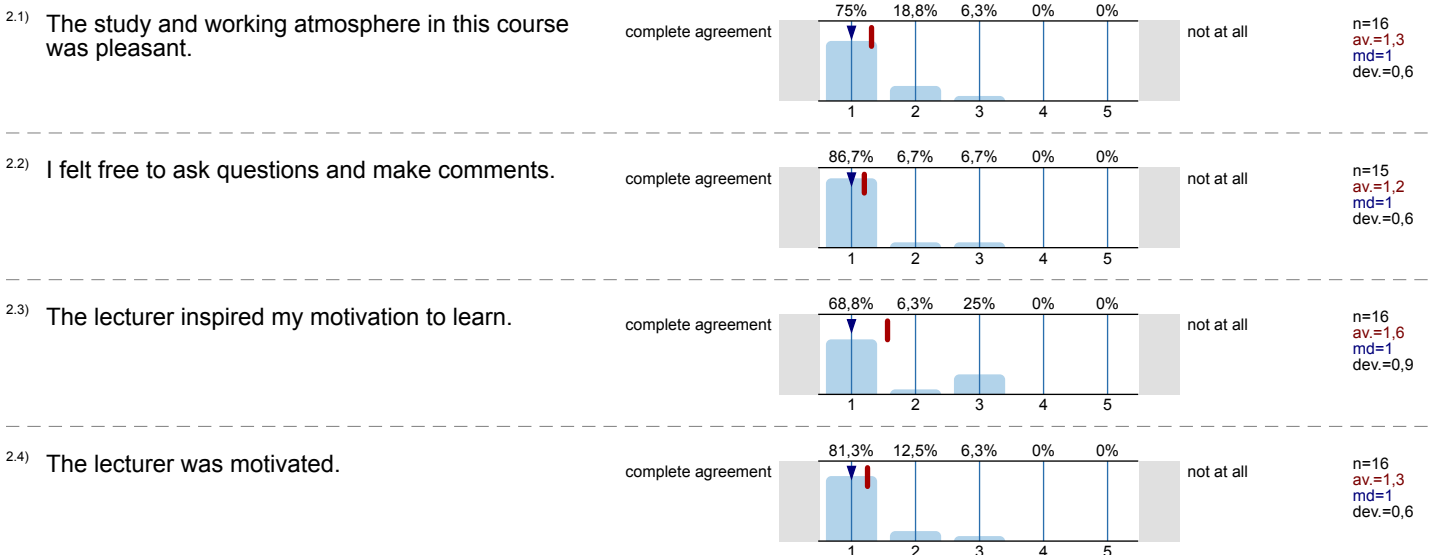 75% 18,8% 6,3% 0% 0%
2.1) The study and working atmosphere in this course
was pleasant.
complete agreement
not at all
n=16
av.=1,3
md=1
dev.=0,6
1 2 3 4 5
86,7% 6,7% 6,7% 0% 0%
2.2) I felt free to ask questions and make comments.
complete agreement
not at all
n=15
av.=1,2
md=1
dev.=0,6
1 2 3 4 5
68,8% 6,3% 25% 0% 0%
2.3) The lecturer inspired my motivation to learn.
complete agreement
not at all
n=16
av.=1,6
md=1
dev.=0,9
1 2 3 4 5
81,3% 12,5% 6,3% 0% 0%
2.4) The lecturer was motivated.
complete agreement
not at all
n=16
av.=1,3
md=1
dev.=0,6
1 2 3 4 5